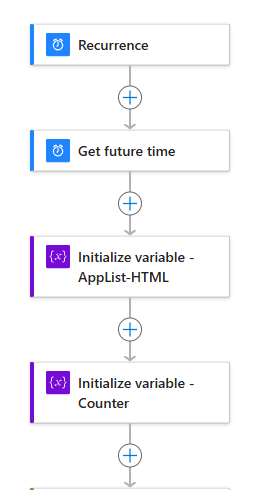 Recurrence
Get future time
{x} Initialize variable -
AppList-HTML
{x} Initialize variable -
Counter